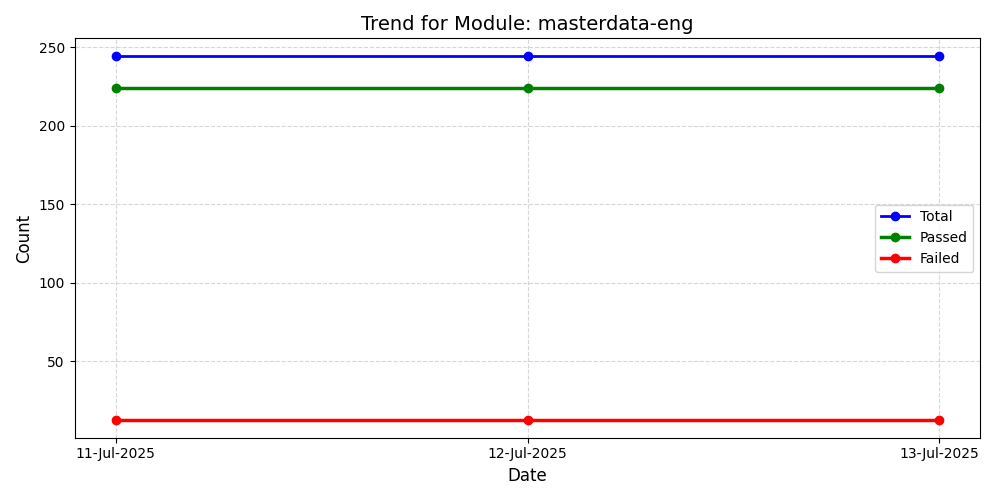 Trend for Module: masterdata-eng
250
200
150
100
50
Count
Total
Passed
Failed
11-Jul-2025
12-Jul-2025
13-Jul-2025
Date